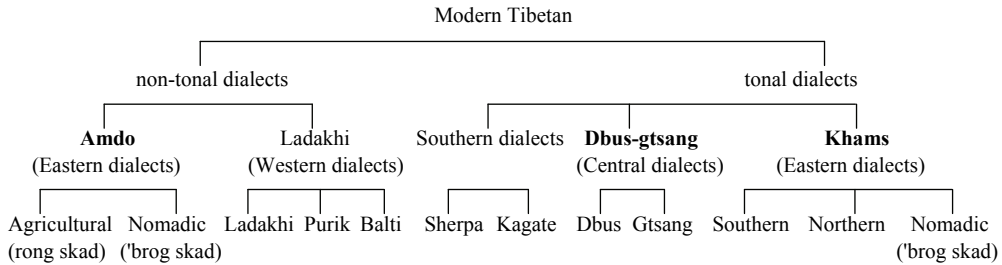 Modern Tibetan
non-tonal dialects tonal dialects
Amdo Ladakhi Southern dialects Dbus-gtsang Khams
(Eastern dialects) (Western dialects) (Central dialects) (Eastern dialects)
Agricultural Nomadic Ladakhi Purik Balti Sherpa Kagate Dbus Gtsang Southern Northern Nomadic
(rong skad) ('brog skad) ('brog skad)